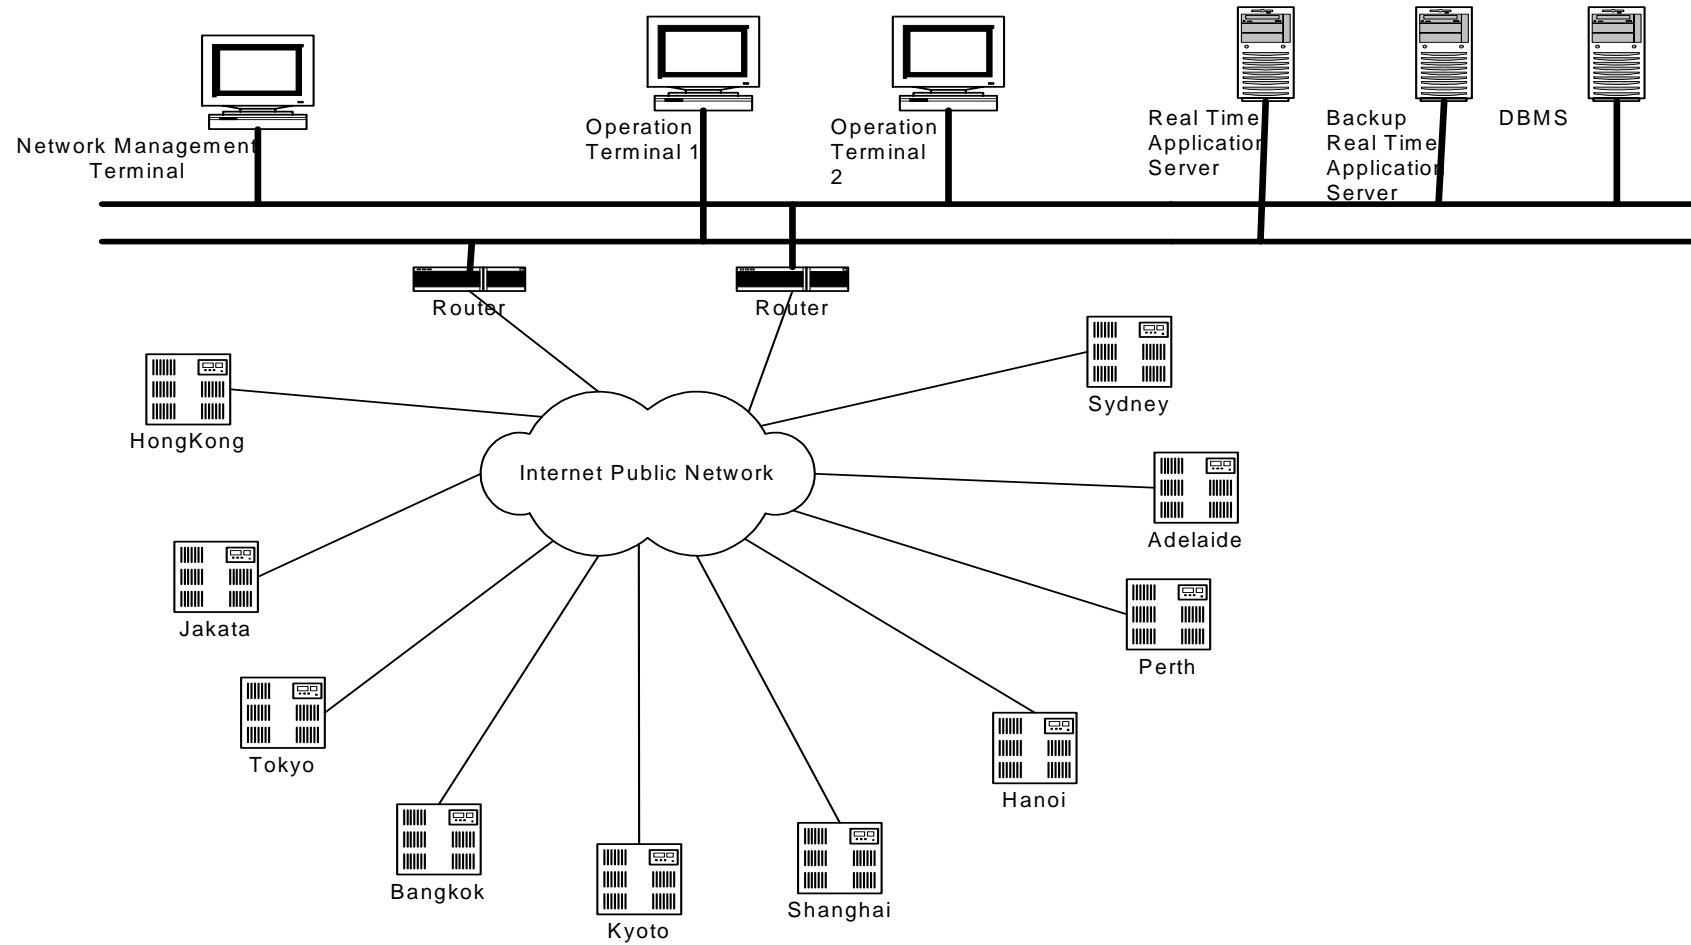 Network Management
Terminal
Operation
Terminal 1
Operation
Terminal
2
Real Time
Application
Server
Backup
Real Time
Application
Server
DBMS
Router
Router
Sydney
HongKong
Internet Public Network
Adelaide
Jakata
Perth
Tokyo
Hanoi
Bangkok
Shanghai
Kyoto